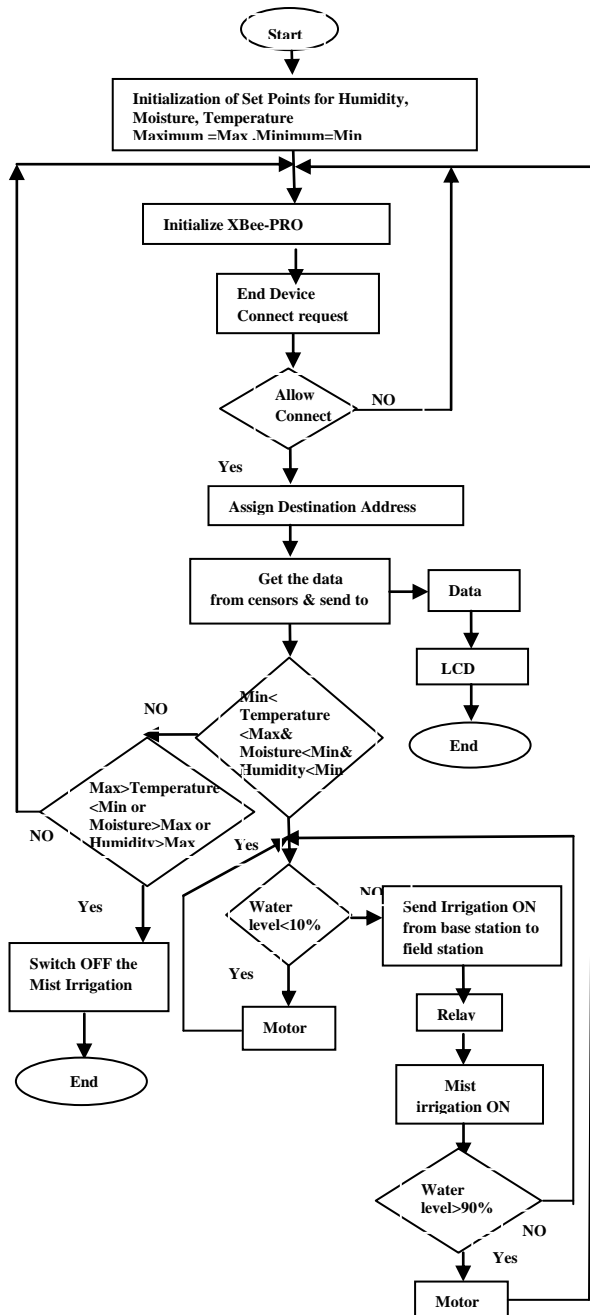 Start
Initialization of Set Points for Humidity,
Moisture, Temperature
Maximum =Max ,Minimum=Min
Initialize XBee-PRO
End Device
Connect request
Allow
Connect
NO
Yes
Assign Destination Address
Get the data
from censors & send to
Data
LCD
End
Min<
Temperature
<Max&
Moisture<Min&
Humidity<Min
NO
Max>Temperature
<Min or
Moisture>Max or
Humidity>Max
NO
Yes
Yes
Switch OFF the
Mist Irrigation
End
Water
level<10%
NO
Yes
Motor
Send Irrigation ON
from base station to
field station
Relay
Mist
irrigation ON
Water
level>90%
NO
Yes
Motor